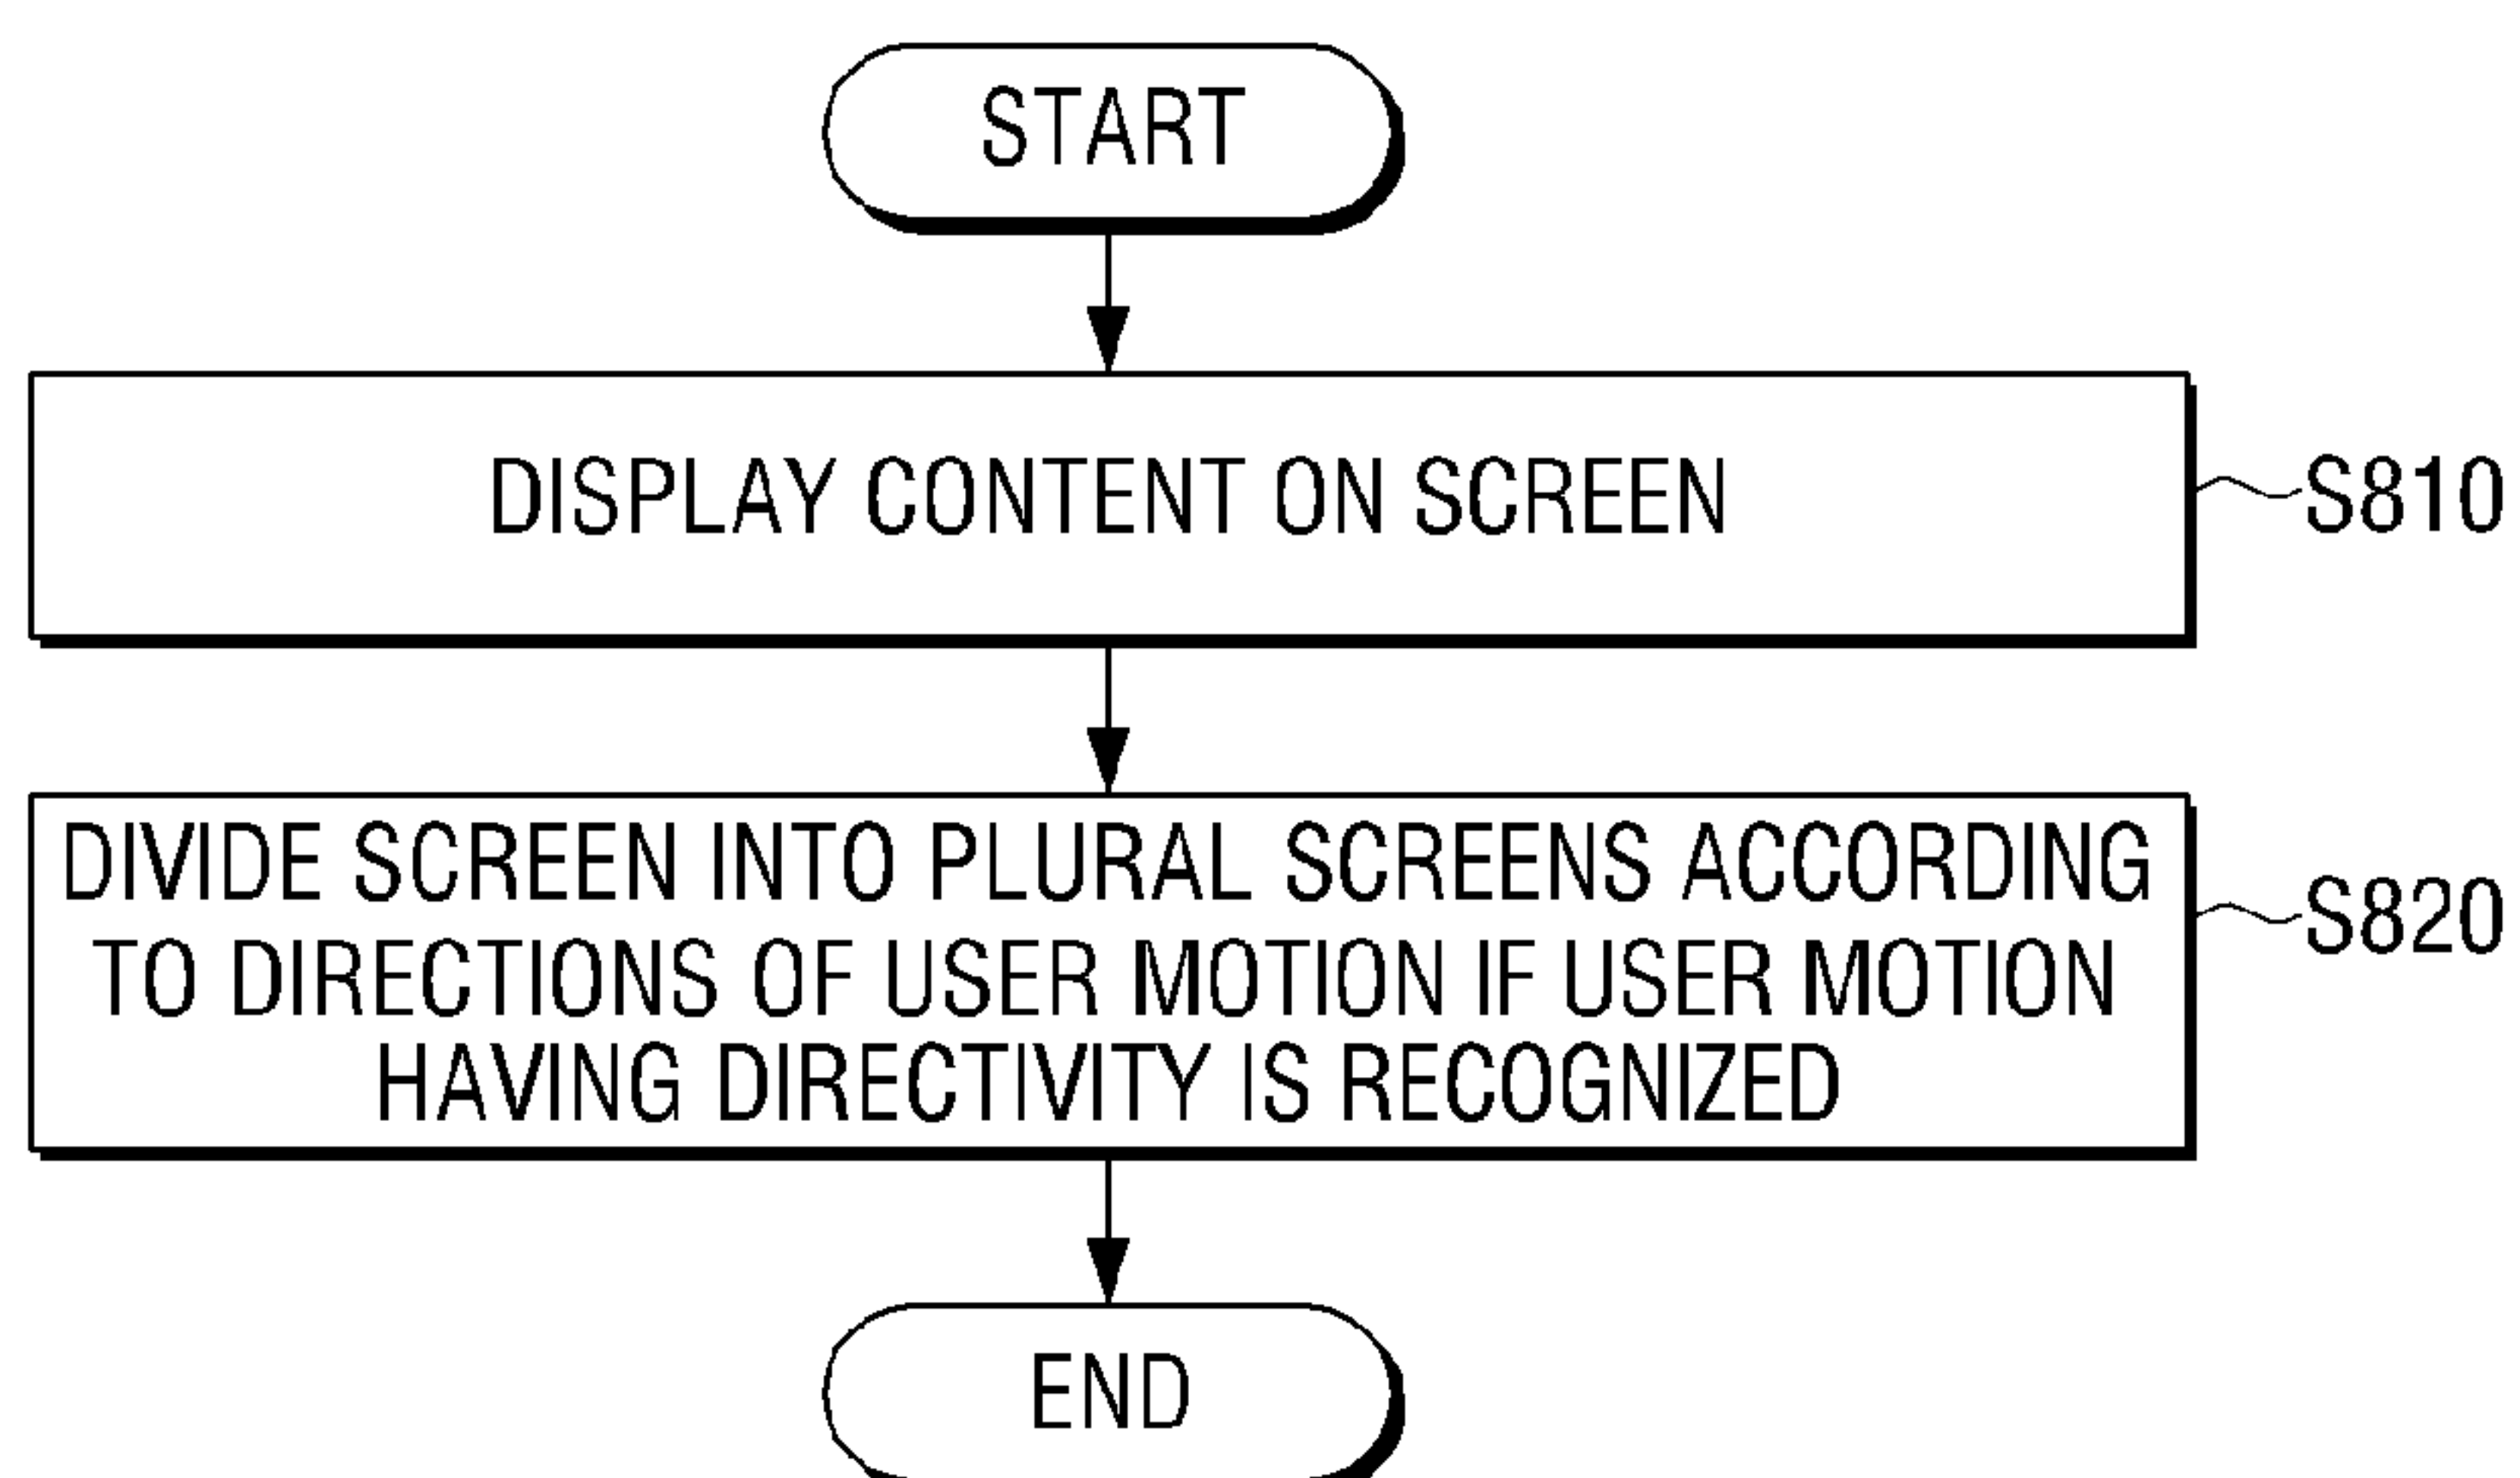 START
DISPLAY CONTENT ON SCREEN
S810
DIVIDE SCREEN INTO PLURAL SCREENS ACCORDING
TO DIRECTIONS OF USER MOTION IF USER MOTION
HAVING DIRECTIVITY IS RECOGNIZED
S820
END